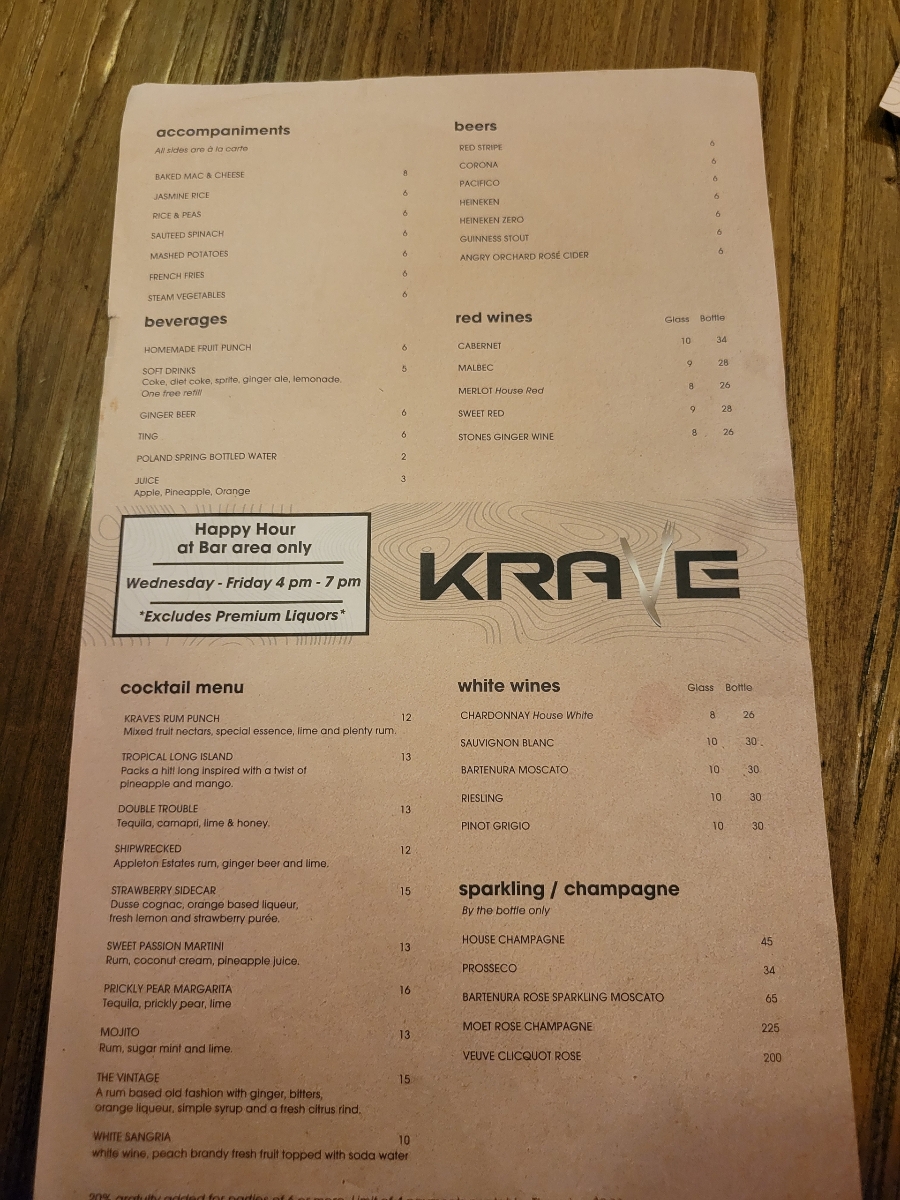 accompaniments
All sides are à la carte
BAKED MAC & CHEESE 8
JASMINE RICE 6
RICE & PEAS 6
SAUTEED SPINACH 6
MASHED POTATOES 6
FRENCH FRIES 6
STEAM VEGETABLES 6
beverages
HOMEMADE FRUIT PUNCH 6
SOFT DRINKS 5
Coke, diet coke, sprite, ginger ale, lemonade.
One free refill
GINGER BEER 6
TING 6
POLAND SPRING BOTTLED WATER 2
JUICE 3
Apple, Pineapple, Orange
beers
RED STRIPE 6
CORONA 6
PACIFICO 6
HEINEKEN 6
HEINEKEN ZERO 6
GUINNESS STOUT 6
ANGRY ORCHARD ROSÉ CIDER 6
red wines Glass Bottle
CABERNET 10 34
MALBEC 9 28
MERLOT House Red 8 26
SWEET RED 9 28
STONES GINGER WINE 8 26
Happy Hour
at Bar area only
Wednesday - Friday 4 pm - 7 pm
*Excludes Premium Liquors*
KRAVE
cocktail menu
KRAVE'S RUM PUNCH 12
Mixed fruit nectars, special essence, lime and plenty rum.
TROPICAL LONG ISLAND 13
Packs a hit! long inspired with a twist of
pineapple and mango.
DOUBLE TROUBLE 13
Tequila, camapri, lime & honey.
SHIPWRECKED 12
Appleton Estates rum, ginger beer and lime.
STRAWBERRY SIDECAR 15
Dusse cognac, orange based liqueur,
fresh lemon and strawberry purée.
SWEET PASSION MARTINI 13
Rum, coconut cream, pineapple juice.
PRICKLY PEAR MARGARITA 16
Tequila, prickly pear, lime
MOJITO 13
Rum, sugar mint and lime.
THE VINTAGE 15
A rum based old fashion with ginger, bitters,
orange liqueur, simple syrup and a fresh citrus rind.
WHITE SANGRIA 10
white wine, peach brandy fresh fruit topped with soda water
white wines Glass Bottle
CHARDONNAY House White 8 26
SAUVIGNON BLANC 10 30
BARTENURA MOSCATO 10 30
RIESLING 10 30
PINOT GRIGIO 10 30
sparkling / champagne
By the bottle only
HOUSE CHAMPAGNE 45
PROSSECO 34
BARTENURA ROSE SPARKLING MOSCATO 65
MOET ROSE CHAMPAGNE 225
VEUVE CLICQUOT ROSE 200
20% gratuity added for parties of